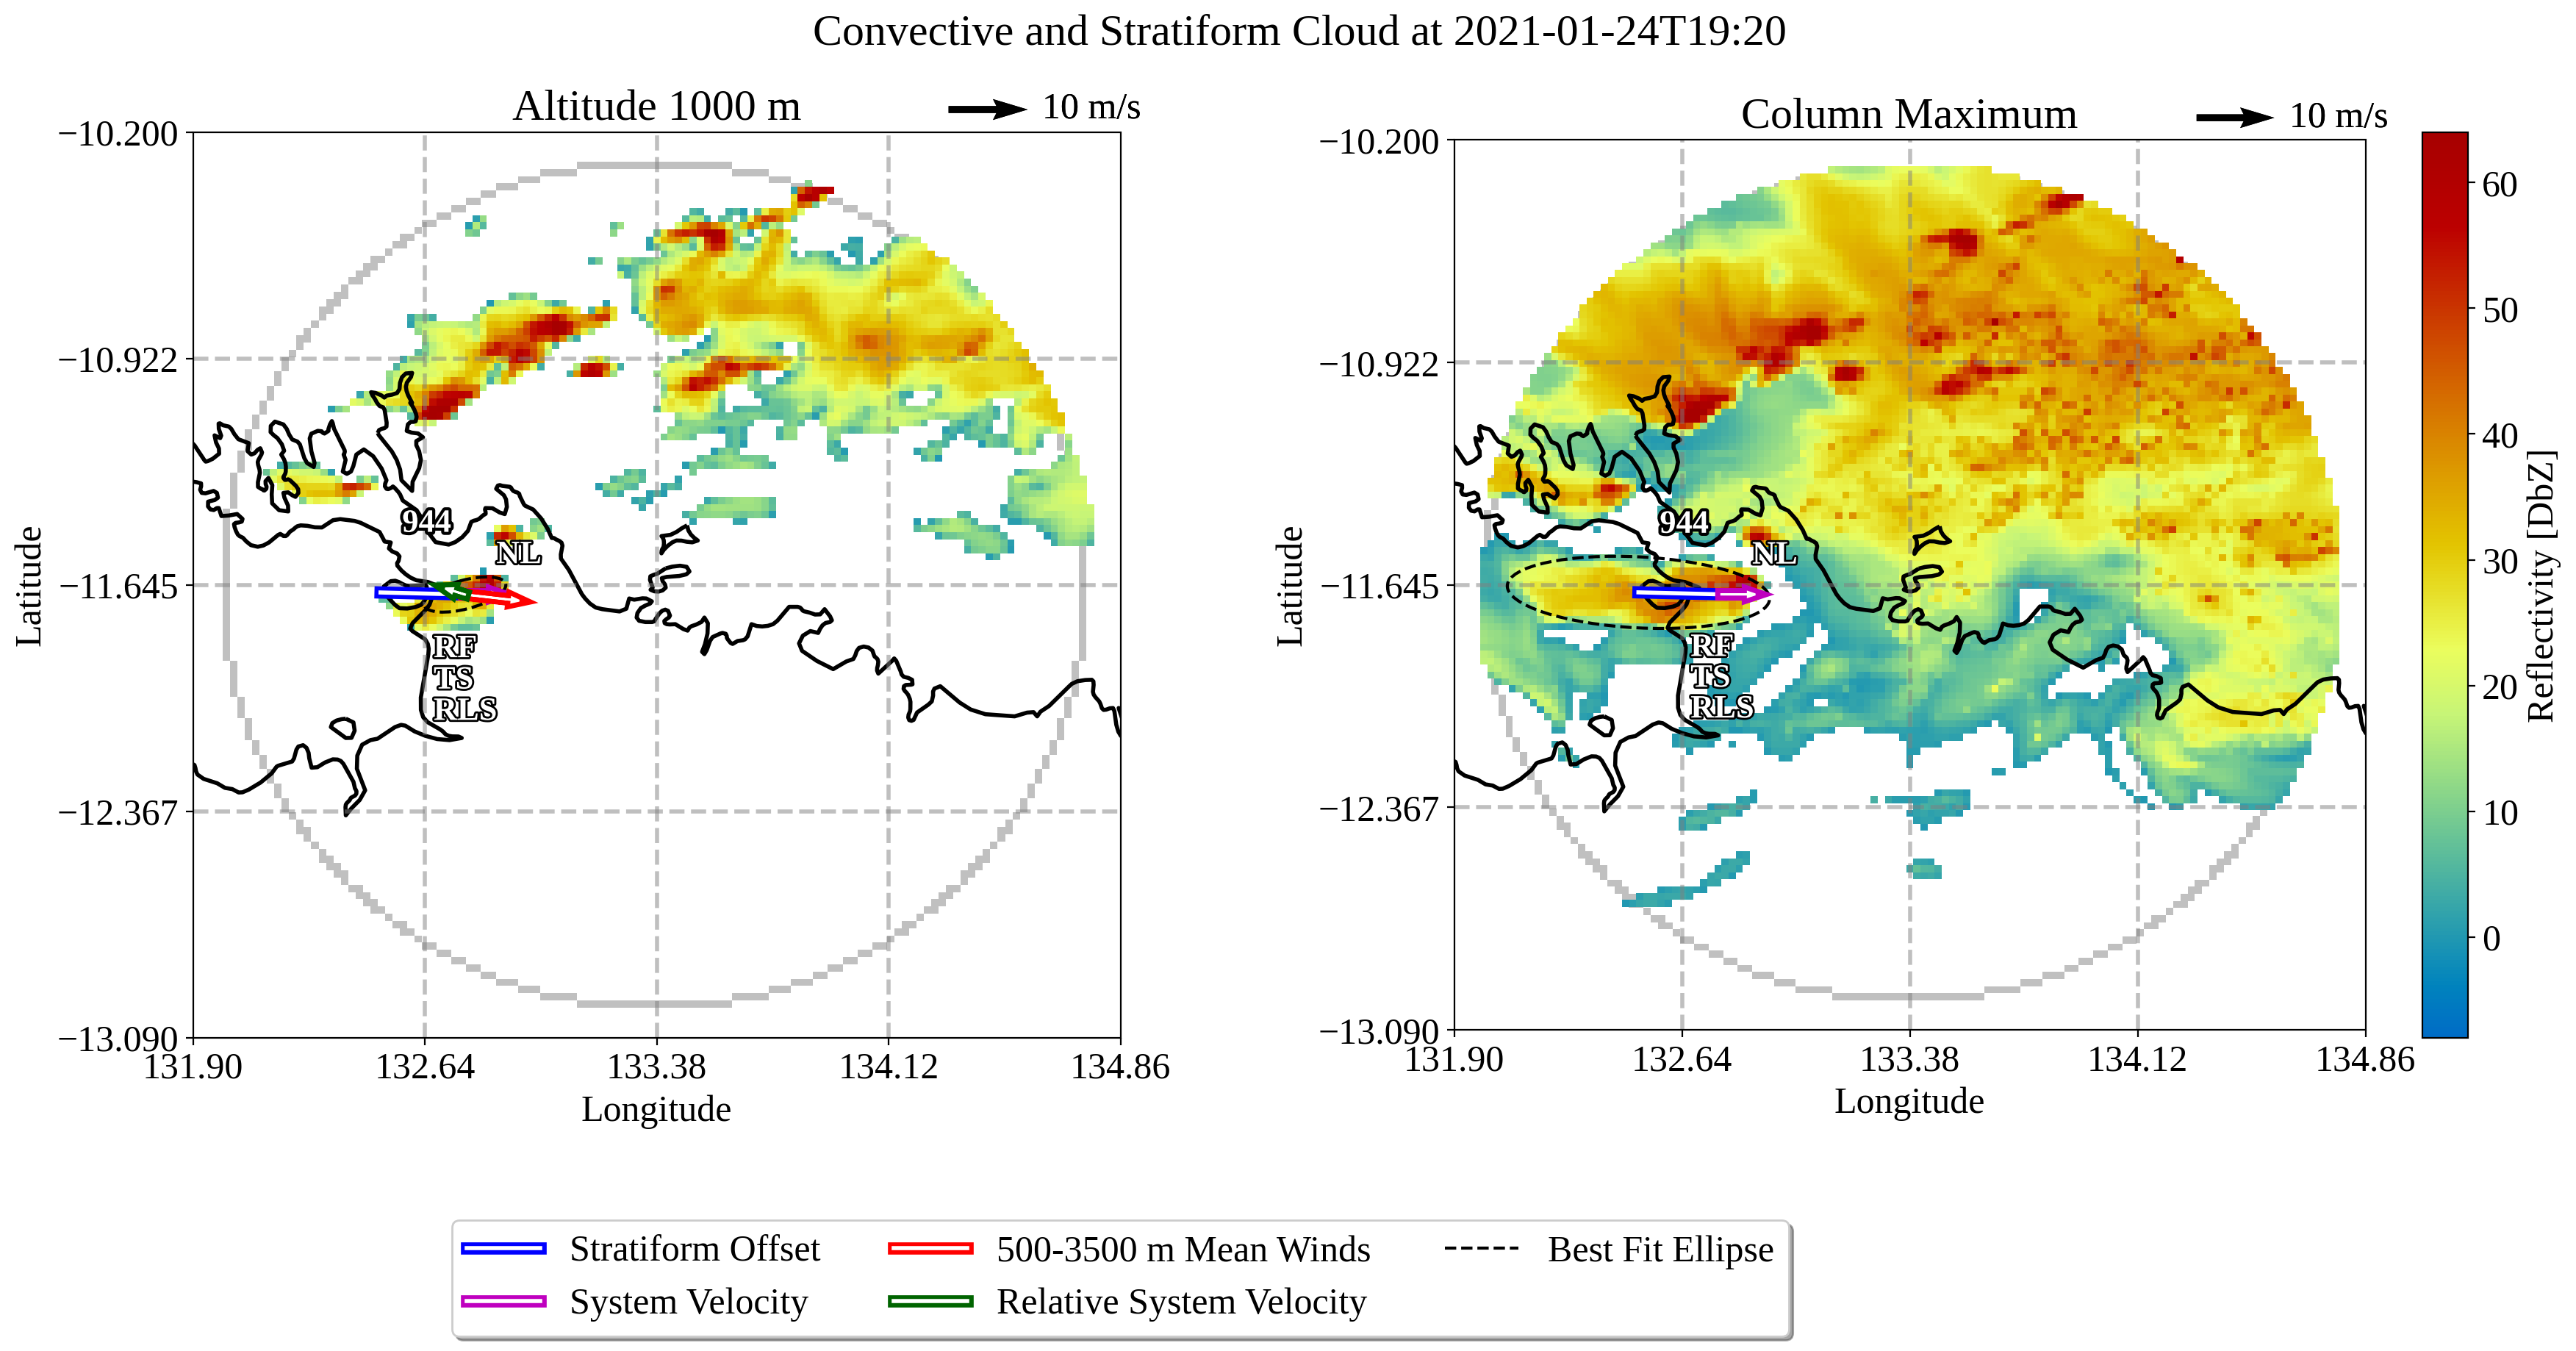 Convective and Stratiform Cloud at 2021-01-24T19:20
Altitude 1000 m
10 m/s
−10.200
−10.922
−11.645
−12.367
−13.090
Latitude
944
NL
RF
TS
RLS
131.90
132.64
133.38
134.12
134.86
Longitude
Column Maximum
10 m/s
−10.200
−10.922
−11.645
−12.367
−13.090
Latitude
944
NL
RF
TS
RLS
131.90
132.64
133.38
134.12
134.86
Longitude
60
50
40
30
20
10
0
Reflectivity [DbZ]
Stratiform Offset
System Velocity
500-3500 m Mean Winds
Relative System Velocity
Best Fit Ellipse